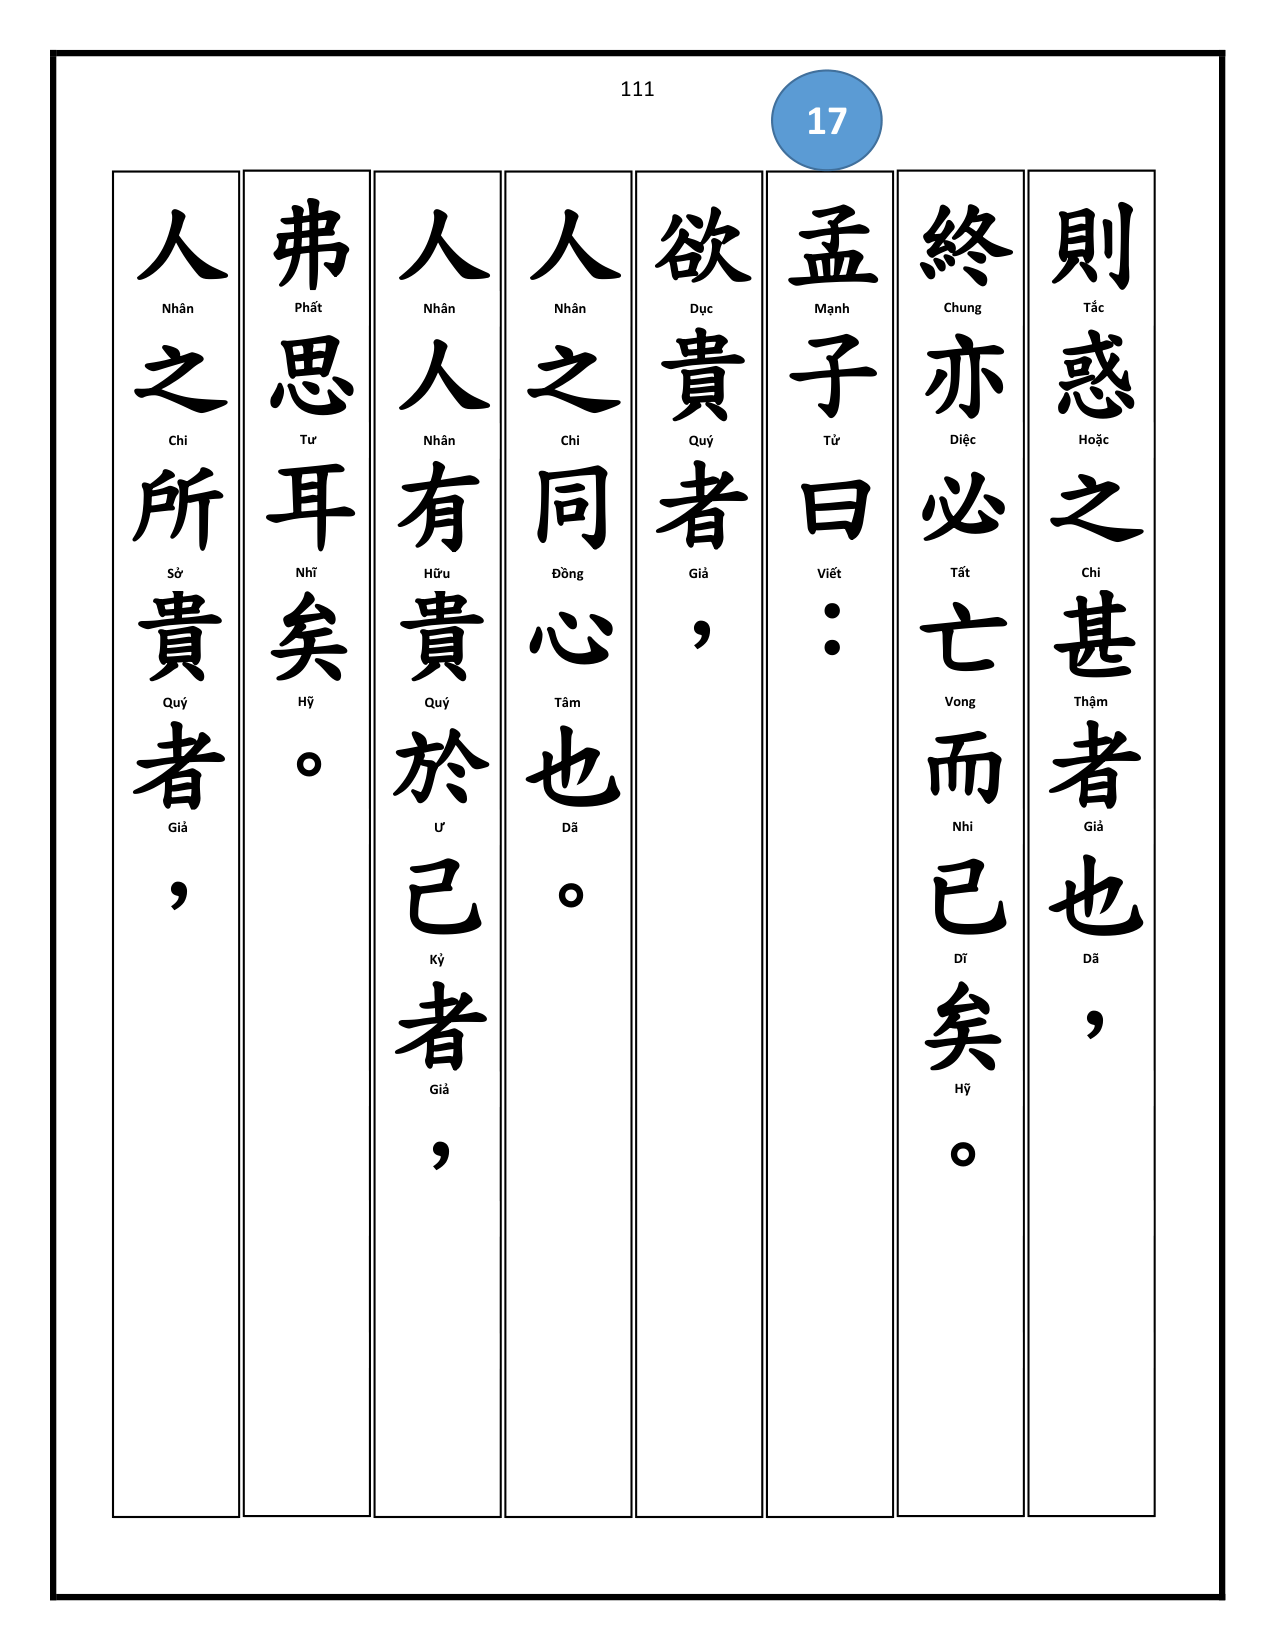 111
17
則惑之甚者也，
Tắc Hoặc Chi Thậm Giả Dã
終亦必亡而已矣。
Chung Diệc Tất Vong Nhi Dĩ Hỹ
孟子曰：
Mạnh Tử Viết
欲貴者，
Dục Quý Giả
人之同心也。
Nhân Chi Đồng Tâm Dã
人人有貴於己者，
Nhân Nhân Hữu Quý Ư Kỷ Giả
弗思耳矣。
Phất Tư Nhĩ Hỹ
人之所貴者，
Nhân Chi Sở Quý Giả